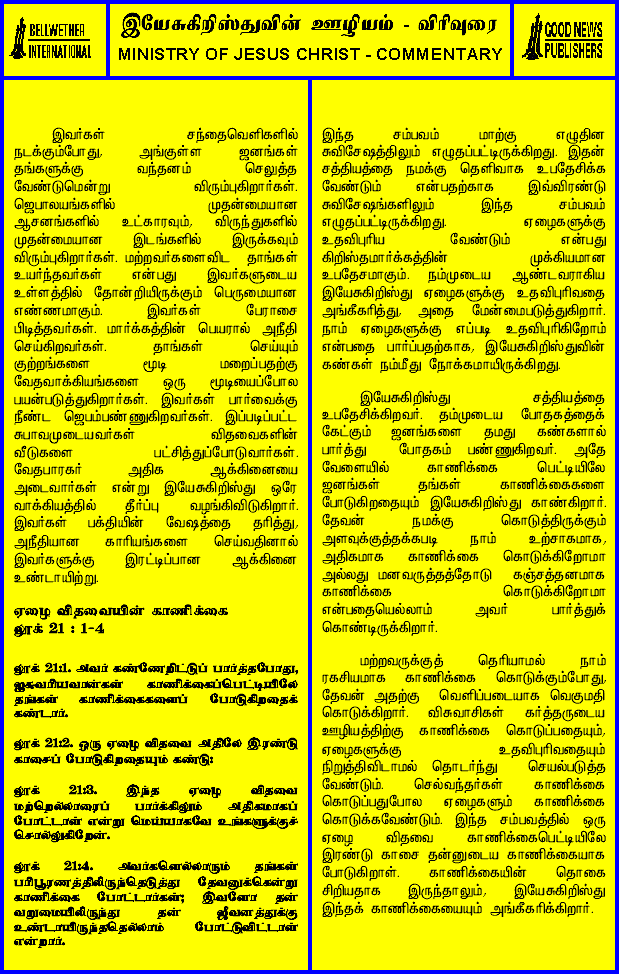 BELLWETHER
INTERNATIONAL
இயேசுகிறிஸ்துவின் ஊழியம் - விரிவுரை
MINISTRY OF JESUS CHRIST - COMMENTARY
GOOD NEWS
PUBLISHERS
இவர்கள் சந்தைவெளிகளில்
நடக்கும்போது, அங்குள்ள ஜனங்கள்
தங்களுக்கு வந்தனம் செலுத்த
வேண்டுமென்று விரும்புகிறார்கள்.
ஜெபாலயங்களில் முதன்மையான
ஆசனங்களில் உட்காரவும், விருந்துகளில்
முதன்மையான இடங்களில் இருக்கவும்
விரும்புகிறார்கள். மற்றவர்களைவிட தாங்கள்
உயர்ந்தவர்கள் என்பது இவர்களுடைய
உள்ளத்தில் தோன்றியிருக்கும் பெருமையான
எண்ணமாகும். இவர்கள் பேராசை
பிடித்தவர்கள். மார்க்கத்தின் பெயரால் அநீதி
செய்கிறவர்கள். தாங்கள் செய்யும்
குற்றங்களை மூடி மறைப்பதற்கு
வேதவாக்கியங்களை ஒரு மூடியைப்போல
பயன்படுத்துகிறார்கள். இவர்கள் பார்வைக்கு
நீண்ட ஜெபம்பண்ணுகிறவர்கள். இப்படிப்பட்ட
சுபாவமுடையவர்கள் விதவைகளின்
வீடுகளை பட்சித்துப்போடுவார்கள்.
வேதபாரகர் அதிக ஆக்கினையை
அடைவார்கள் என்று இயேசுகிறிஸ்து ஒரே
வாக்கியத்தில் தீர்ப்பு வழங்கிவிடுகிறார்.
இவர்கள் பக்தியின் வேஷத்தை தரித்து,
அநீதியான காரியங்களை செய்வதினால்
இவர்களுக்கு இரட்டிப்பான ஆக்கினை
உண்டாயிற்று.
ஏழை விதவையின் காணிக்கை
லூக் 21 : 1-4
லூக் 21:1. அவர் கண்ணேறிட்டுப் பார்த்தபோது,
ஐசுவரியவான்கள் காணிக்கைப்பெட்டியிலே
தங்கள் காணிக்கைகளைப் போடுகிறதைக்
கண்டார்.
லூக் 21:2. ஒரு ஏழை விதவை அதிலே இரண்டு
காசைப் போடுகிறதையும் கண்டு:
லூக் 21:3. இந்த ஏழை விதவை
மற்றெல்லாரைப் பார்க்கிலும் அதிகமாகப்
போட்டாள் என்று மெய்யாகவே உங்களுக்குச்
சொல்லுகிறேன்.
லூக் 21:4. அவர்களெல்லாரும் தங்கள்
பரிபூரணத்திலிருந்தெடுத்து தேவனுக்கென்று
காணிக்கை போட்டார்கள்; இவளோ தன்
வறுமையிலிருந்து தன் ஜீவனத்துக்கு
உண்டாயிருந்ததெல்லாம் போட்டுவிட்டாள்
என்றார்.
இந்த சம்பவம் மாற்கு எழுதின
சுவிசேஷத்திலும் எழுதப்பட்டிருக்கிறது. இதன்
சத்தியத்தை நமக்கு தெளிவாக உபதேசிக்க
வேண்டும் என்பதற்காக இவ்விரண்டு
சுவிசேஷங்களிலும் இந்த சம்பவம்
எழுதப்பட்டிருக்கிறது. ஏழைகளுக்கு
உதவிபுரிய வேண்டும் என்பது
கிறிஸ்தமார்க்கத்தின் முக்கியமான
உபதேசமாகும். நம்முடைய ஆண்டவராகிய
இயேசுகிறிஸ்து ஏழைகளுக்கு உதவிபுரிவதை
அங்கீகரித்து, அதை மேன்மைபடுத்துகிறார்.
நாம் ஏழைகளுக்கு எப்படி உதவிபுரிகிறோம்
என்பதை பார்ப்பதற்காக, இயேசுகிறிஸ்துவின்
கண்கள் நம்மீது நோக்கமாயிருக்கிறது.
இயேசுகிறிஸ்து சத்தியத்தை
உபதேசிக்கிறவர். தம்முடைய போதகத்தைக்
கேட்கும் ஜனங்களை தமது கண்களால்
பார்த்து போதகம் பண்ணுகிறவர். அதே
வேளையில் காணிக்கை பெட்டியிலே
ஜனங்கள் தங்கள் காணிக்கைகளை
போடுகிறதையும் இயேசுகிறிஸ்து காண்கிறார்.
தேவன் நமக்கு கொடுத்திருக்கும்
அளவுக்குத்தக்கபடி நாம் உற்சாகமாக,
அதிகமாக காணிக்கை கொடுக்கிறோமா
அல்லது மனவருத்தத்தோடு கஞ்சத்தனமாக
காணிக்கை கொடுக்கிறோமா
என்பதையெல்லாம் அவர் பார்த்துக்
கொண்டிருக்கிறார்.
மற்றவருக்குத் தெரியாமல் நாம்
ரகசியமாக காணிக்கை கொடுக்கும்போது,
தேவன் அதற்கு வெளிப்படையாக வெகுமதி
கொடுக்கிறார். விசுவாசிகள் கர்த்தருடைய
ஊழியத்திற்கு காணிக்கை கொடுப்பதையும்,
ஏழைகளுக்கு உதவிபுரிவதையும்
நிறுத்திவிடாமல் தொடர்ந்து செயல்படுத்த
வேண்டும். செல்வந்தர்கள் காணிக்கை
கொடுப்பதுபோல ஏழைகளும் காணிக்கை
கொடுக்கவேண்டும். இந்த சம்பவத்தில் ஒரு
ஏழை விதவை காணிக்கைபெட்டியிலே
இரண்டு காசை தன்னுடைய காணிக்கையாக
போடுகிறாள். காணிக்கையின் தொகை
சிறியதாக இருந்தாலும், இயேசுகிறிஸ்து
இந்தக் காணிக்கையையும் அங்கீகரிக்கிறார்.